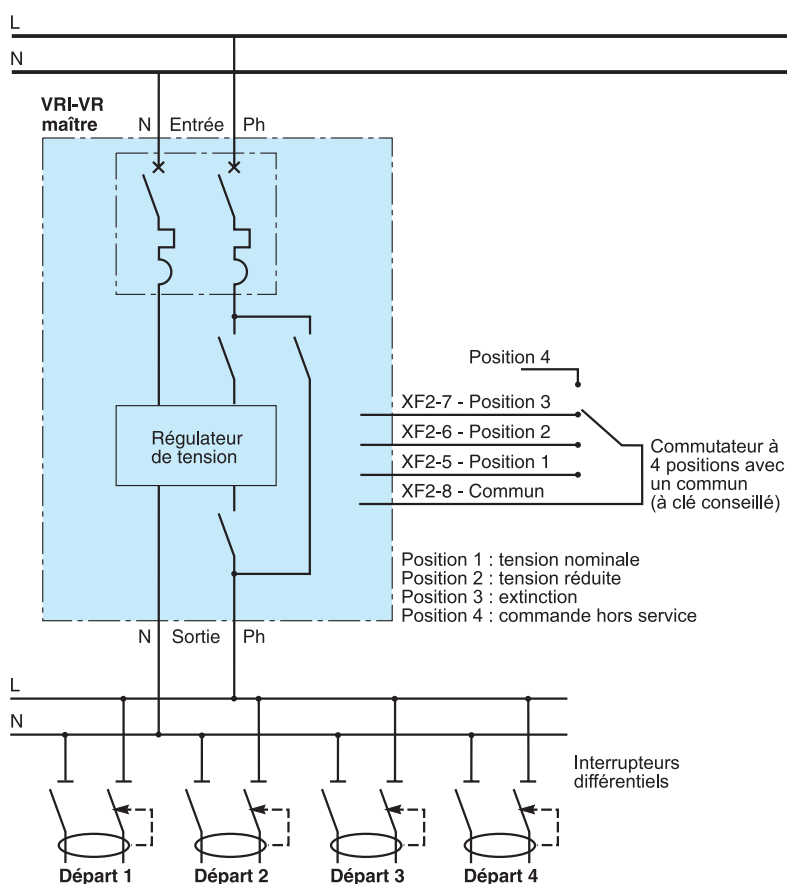 L
N
VRI-VR
maître
N Entrée Ph
Position 4
XF2-7 - Position 3
XF2-6 - Position 2
XF2-5 - Position 1
XF2-8 - Commun
Commutateur à
4 positions avec
un commun
(à clé conseillé)
Régulateur
de tension
Position 1 : tension nominale
Position 2 : tension réduite
Position 3 : extinction
Position 4 : commande hors service
N Sortie Ph
L
N
Interrupteurs
différentiels
Départ 1 Départ 2 Départ 3 Départ 4